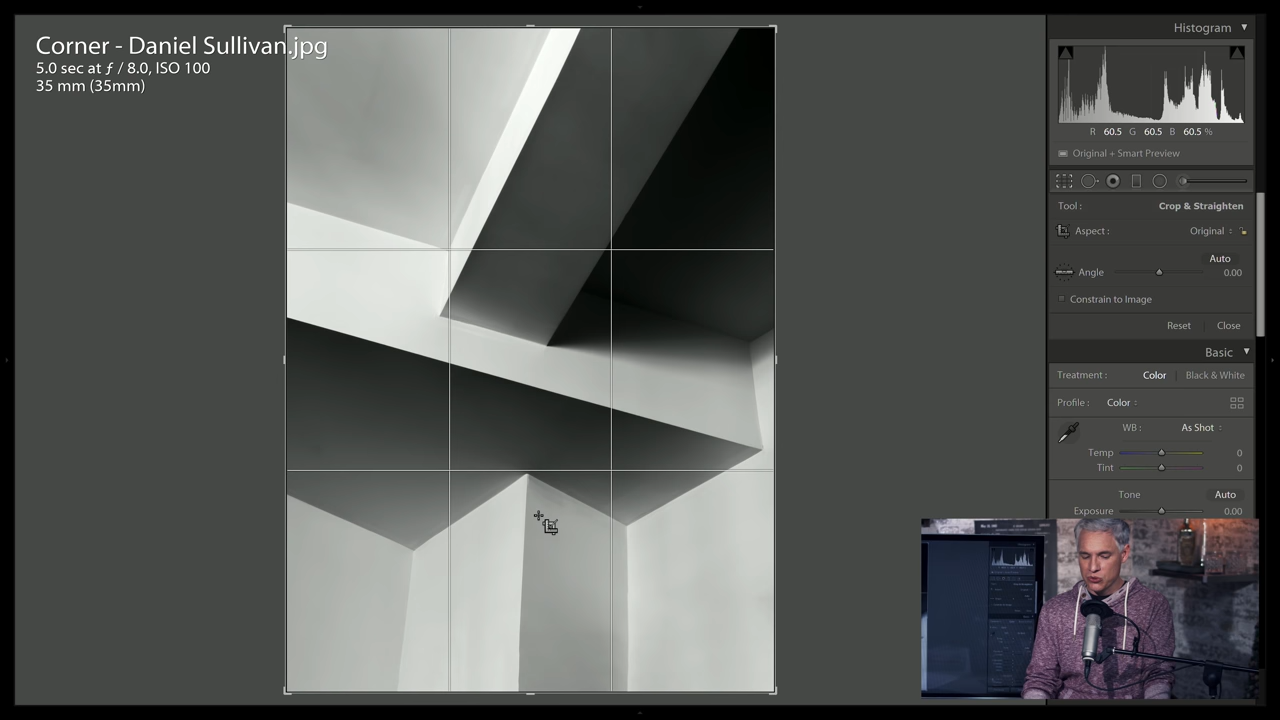 Corner - Daniel Sullivan.jpg
5.0 sec at ƒ / 8.0, ISO 100
35 mm (35mm)
Histogram
R 60.5 G 60.5 B 60.5 %
Original + Smart Preview
Tool : Crop & Straighten
Aspect : Original
Auto
Angle 0.00
Constrain to Image
Reset Close
Basic
Treatment : Color Black & White
Profile : Color
WB : As Shot
Temp 0
Tint 0
Tone Auto
Exposure 0.00